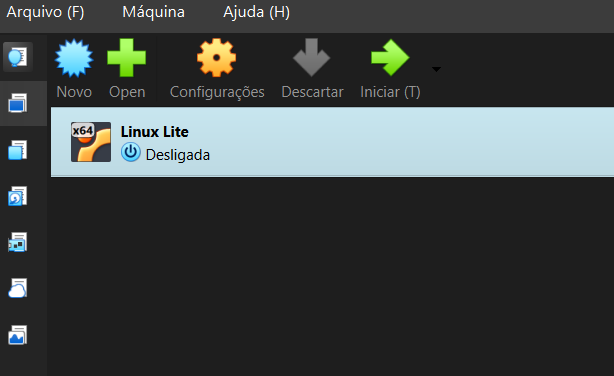 Arquivo (F) Máquina Ajuda (H)
Novo Open Configurações Descartar Iniciar (T)
x64
Linux Lite
Desligada